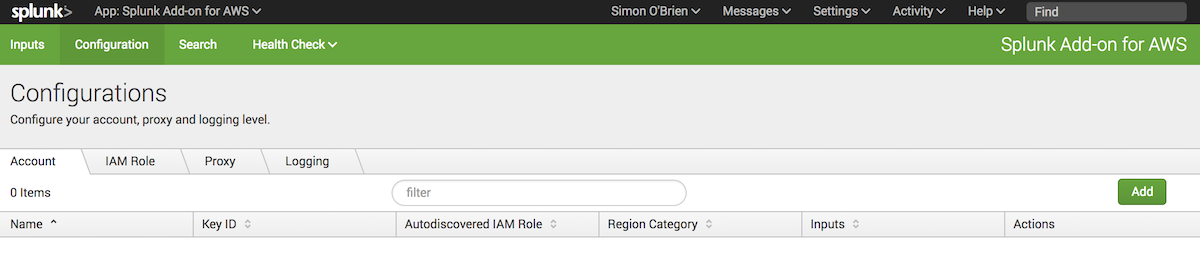 splunk> App: Splunk Add-on for AWS Simon O'Brien Messages Settings Activity Help Find
Inputs Configuration Search Health Check Splunk Add-on for AWS
Configurations
Configure your account, proxy and logging level.
Account IAM Role Proxy Logging
0 Items filter Add
Name Key ID Autodiscovered IAM Role Region Category Inputs Actions